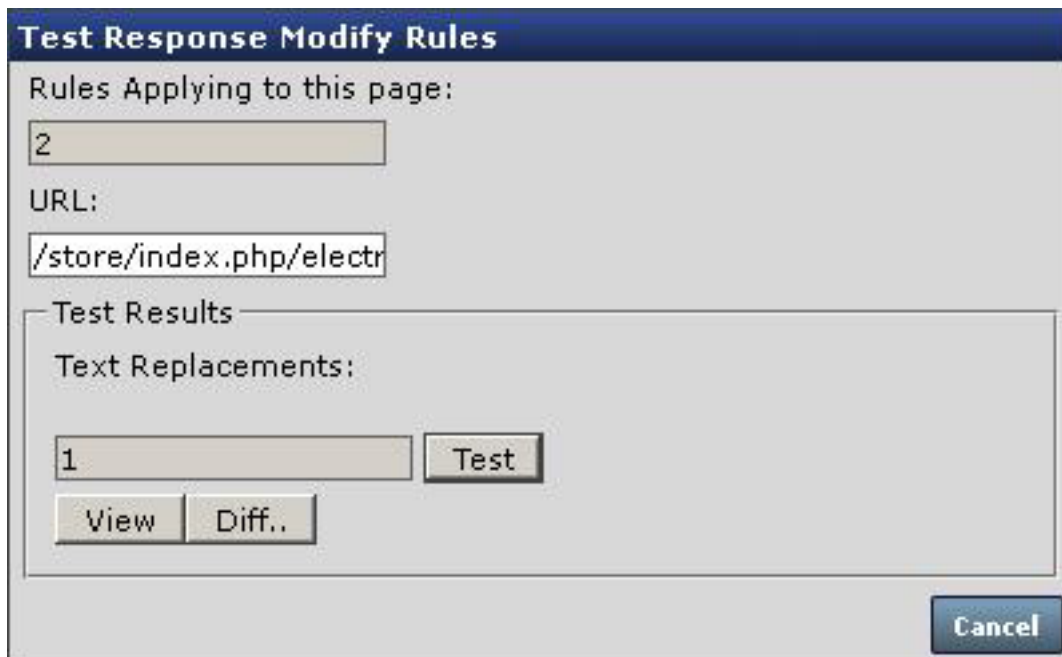 Test Response Modify Rules
Rules Applying to this page:
2
URL:
/store/index.php/electr
Test Results
Text Replacements:
1 Test
View Diff..
Cancel